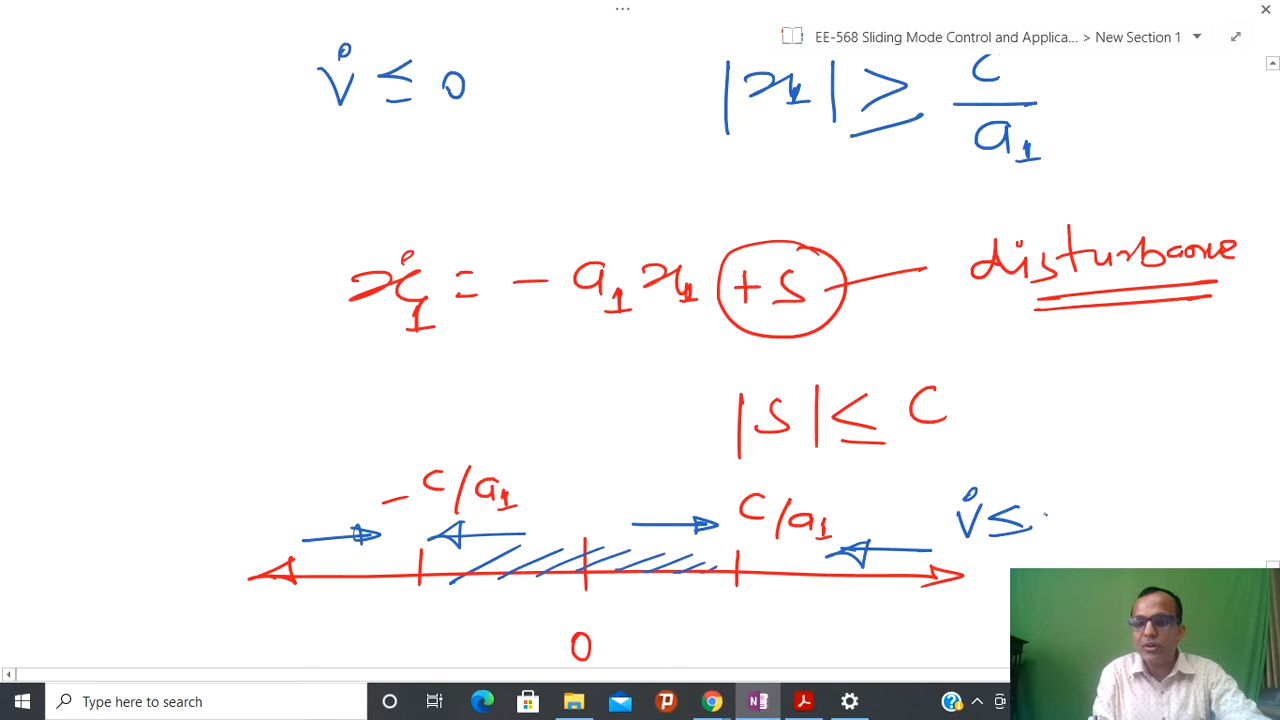 EE-568 Sliding Mode Control and Applica... > New Section 1
V̇ ≤ 0
|x₁| ≥ C/a₁
ẋ₁ = - a₁x₁ + S
disturbance
|S| ≤ C
-C/a₁
C/a₁
V̇ ≤
0
Type here to search